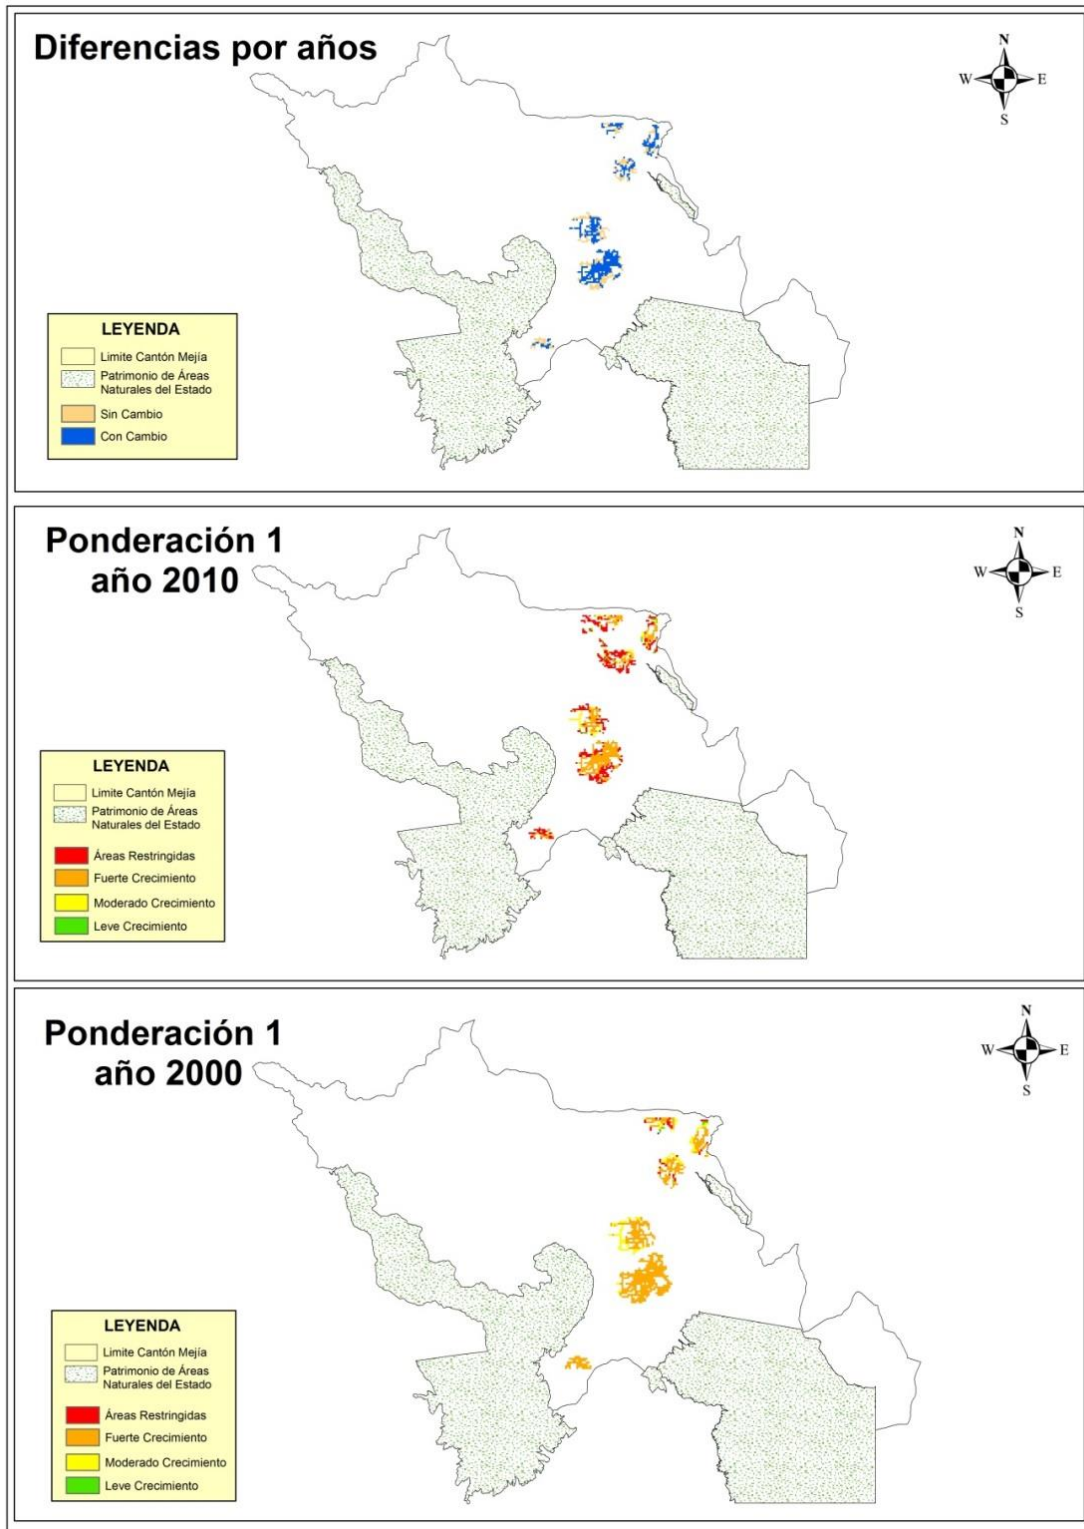 Diferencias por años
N
W E
S
LEYENDA
Limite Cantón Mejía
Patrimonio de Áreas
Naturales del Estado
Sin Cambio
Con Cambio
Ponderación 1
año 2010
N
W E
S
LEYENDA
Limite Cantón Mejía
Patrimonio de Áreas
Naturales del Estado
Áreas Restringidas
Fuerte Crecimiento
Moderado Crecimiento
Leve Crecimiento
Ponderación 1
año 2000
N
W E
S
LEYENDA
Limite Cantón Mejía
Patrimonio de Áreas
Naturales del Estado
Áreas Restringidas
Fuerte Crecimiento
Moderado Crecimiento
Leve Crecimiento